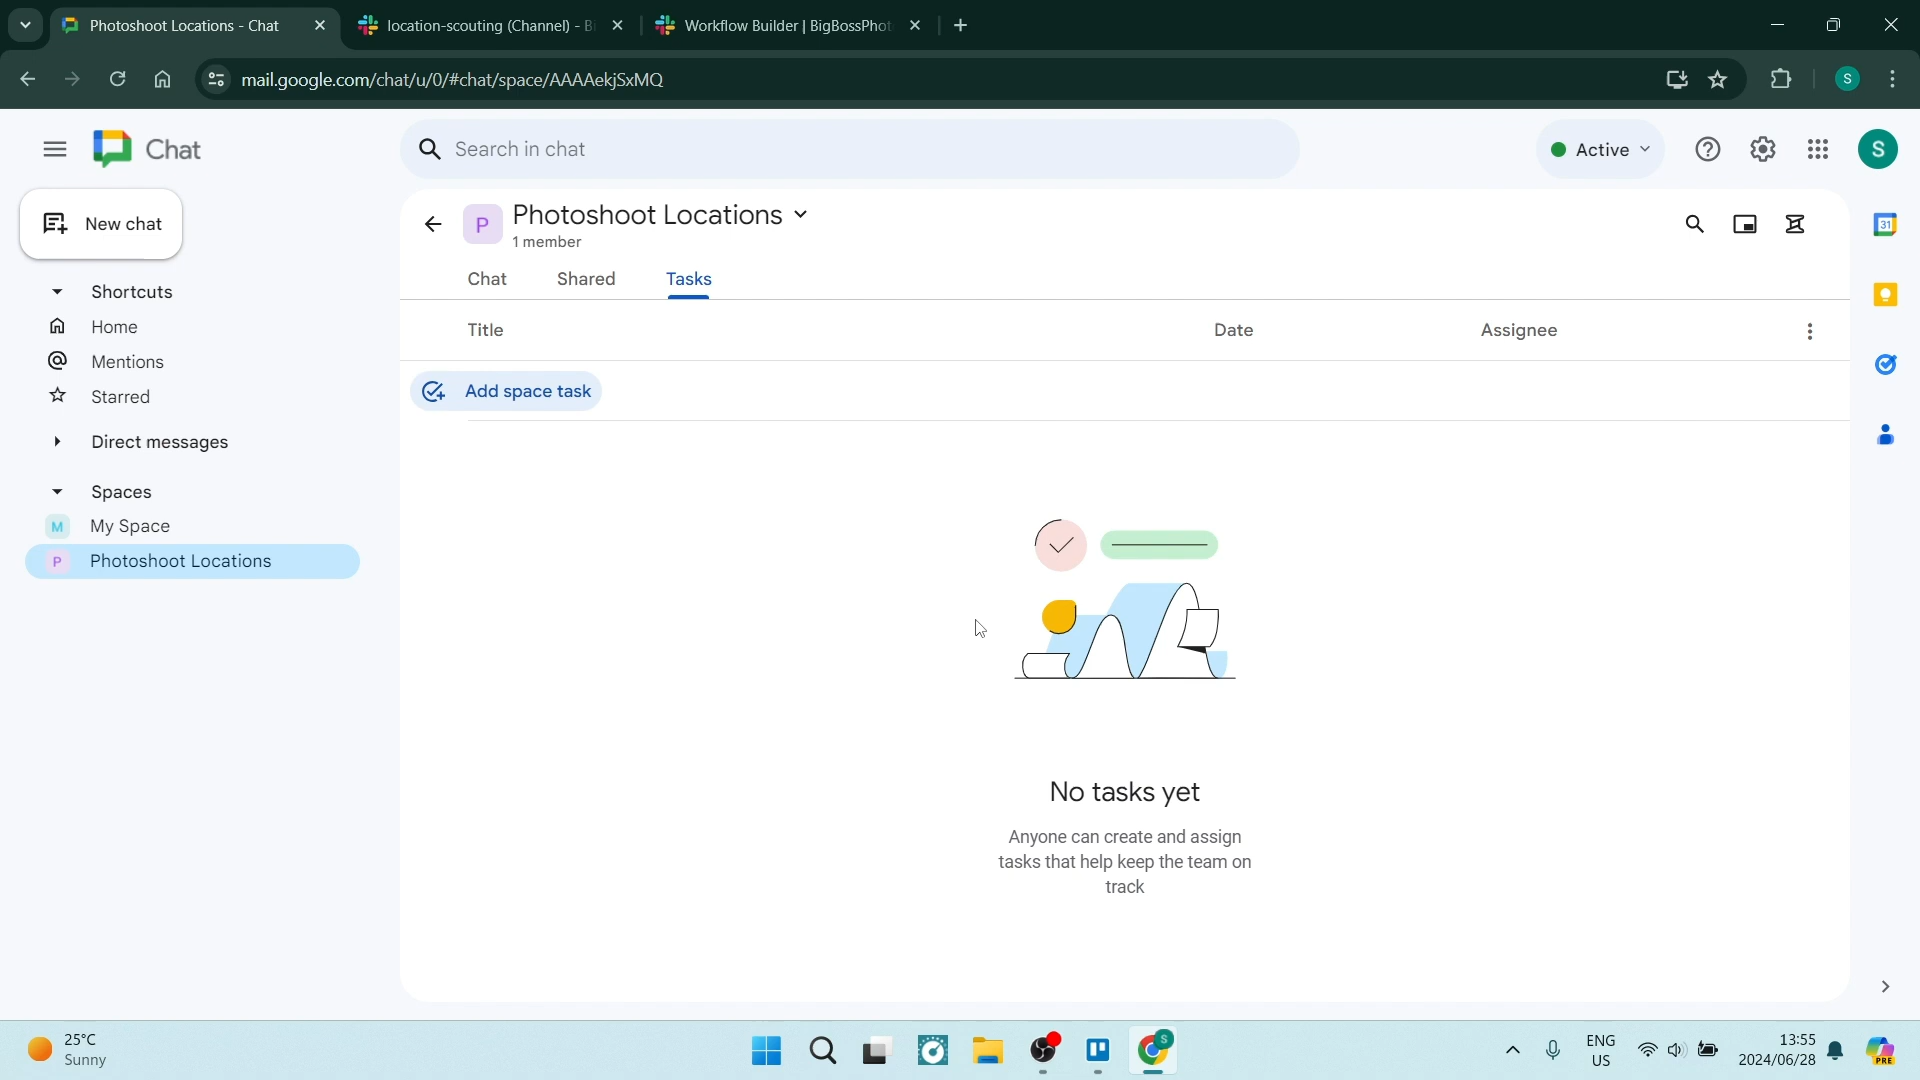 Photoshoot Locations - Chat
location-scouting (Channel) - Bi
Workflow Builder | BigBossPhot
mail.google.com/chat/u/0/#chat/space/AAAAekjSxMQ
S
Chat
Search in chat
Active
S
New chat
P
Photoshoot Locations
1 member
31
Chat
Shared
Tasks
Shortcuts
Home
Mentions
Starred
Direct messages
Spaces
M
My Space
P
Photoshoot Locations
Title
Date
Assignee
Add space task
No tasks yet
Anyone can create and assign
tasks that help keep the team on
track
25°C
Sunny
S
ENG
US
13:55
2024/06/28
PRE